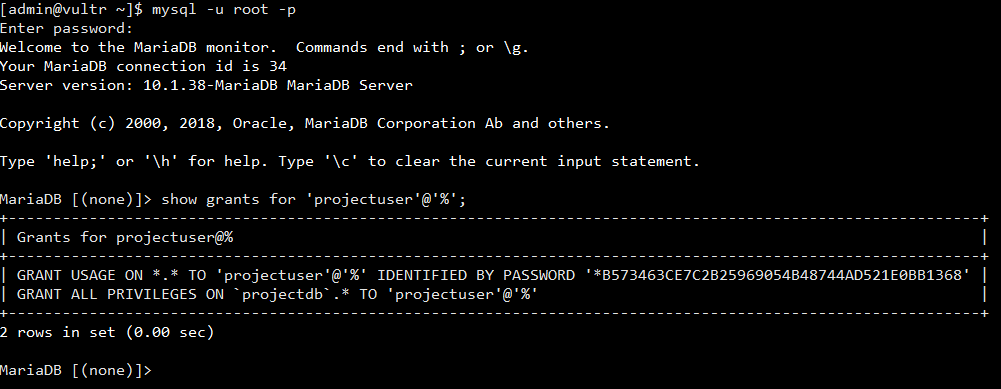 [admin@vultr ~]$ mysql -u root -p
Enter password:
Welcome to the MariaDB monitor.  Commands end with ; or \g.
Your MariaDB connection id is 34
Server version: 10.1.38-MariaDB MariaDB Server

Copyright (c) 2000, 2018, Oracle, MariaDB Corporation Ab and others.

Type 'help;' or '\h' for help. Type '\c' to clear the current input statement.

MariaDB [(none)]> show grants for 'projectuser'@'%';
+--------------------------------------------------------------------------------------------------------------+
| Grants for projectuser@%                                                                                     |
+--------------------------------------------------------------------------------------------------------------+
| GRANT USAGE ON *.* TO 'projectuser'@'%' IDENTIFIED BY PASSWORD '*B573463CE7C2B25969054B48744AD521E0BB1368' |
| GRANT ALL PRIVILEGES ON `projectdb`.* TO 'projectuser'@'%'                                                   |
+--------------------------------------------------------------------------------------------------------------+
2 rows in set (0.00 sec)

MariaDB [(none)]>